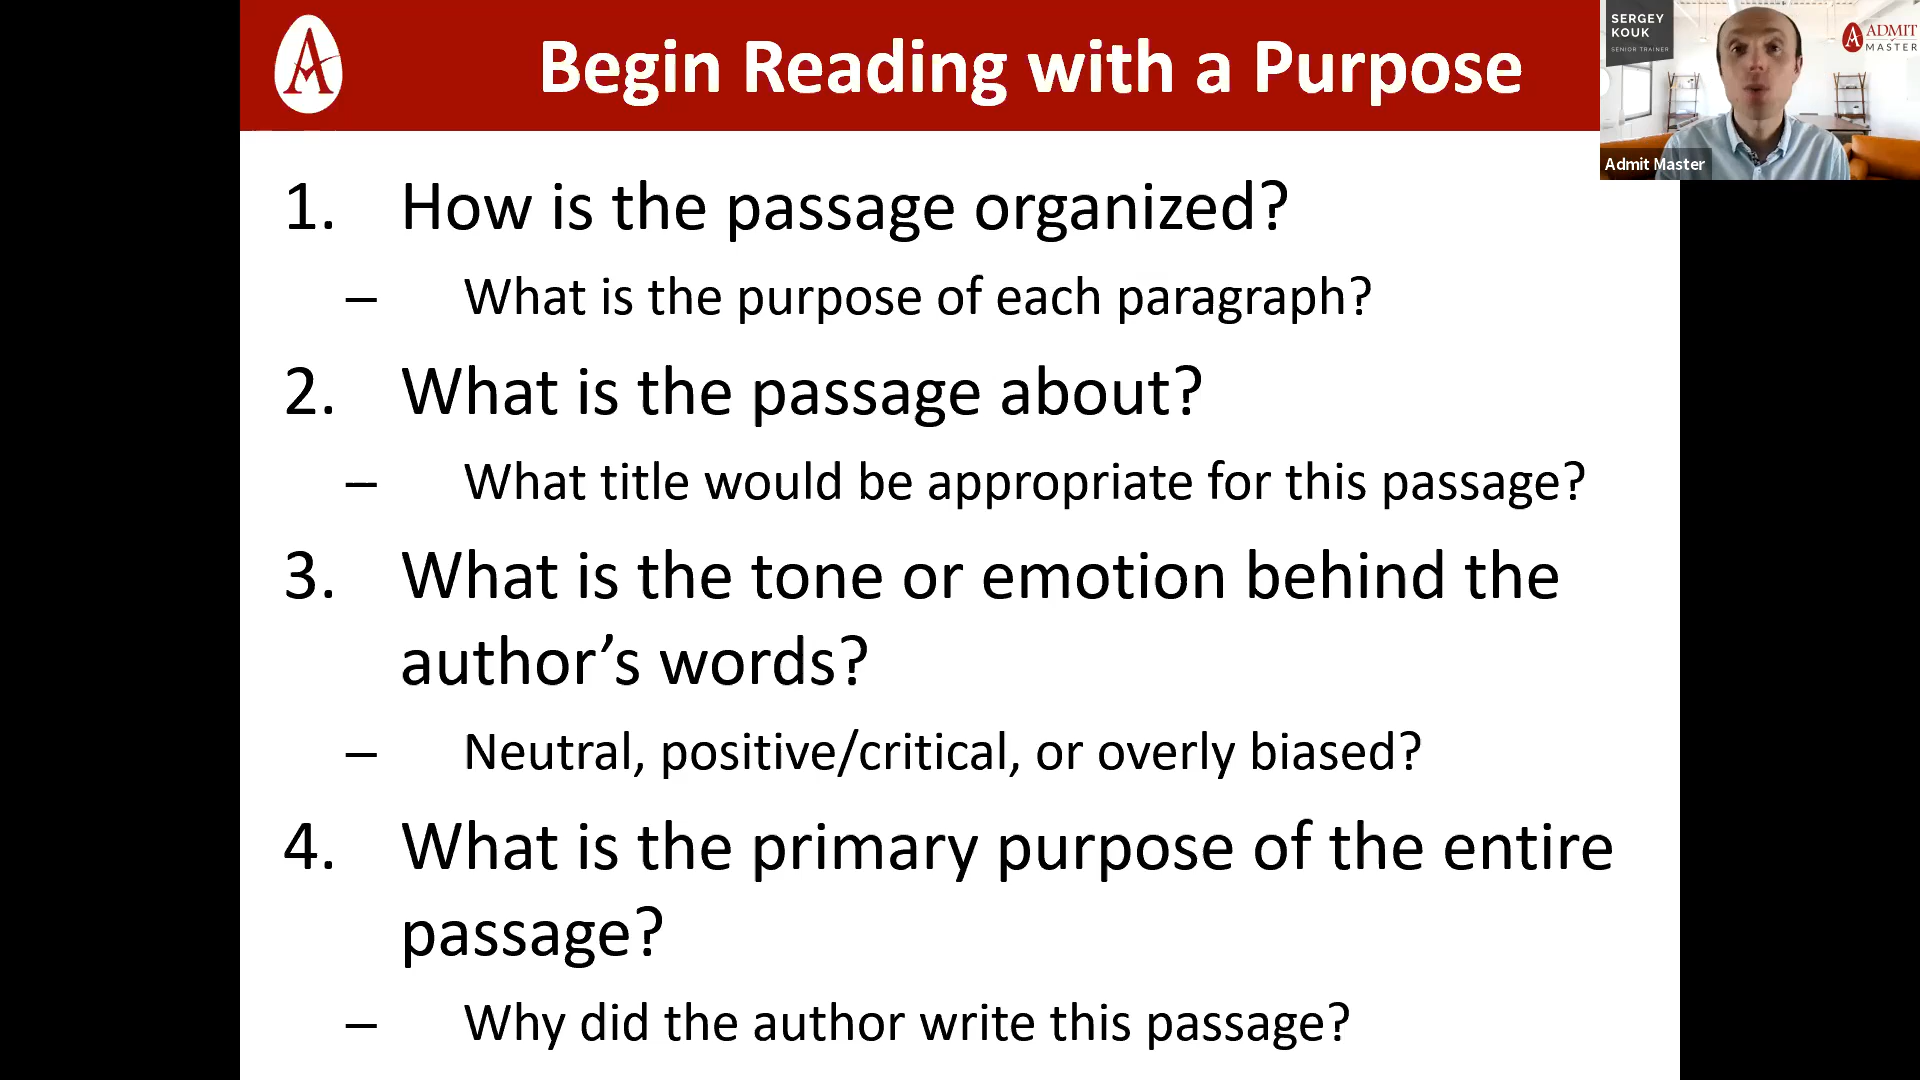 Begin Reading with a Purpose
SERGEY
KOUK
SENIOR TRAINER
ADMIT
MASTER
Admit Master
1. How is the passage organized?
– What is the purpose of each paragraph?
2. What is the passage about?
– What title would be appropriate for this passage?
3. What is the tone or emotion behind the
author’s words?
– Neutral, positive/critical, or overly biased?
4. What is the primary purpose of the entire
passage?
– Why did the author write this passage?